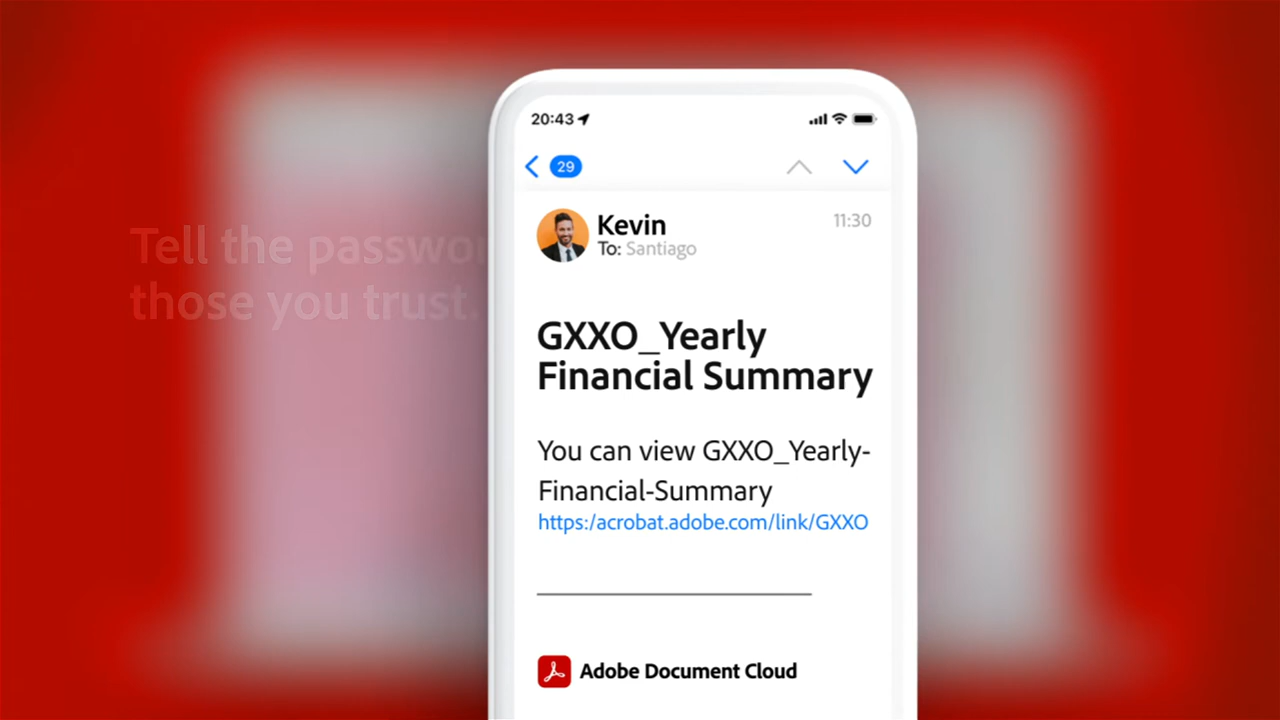 20:43
29
Kevin
11:30
To: Santiago
Tell the passwo
those you trust.
GXXO_Yearly
Financial Summary
You can view GXXO_Yearly-
Financial-Summary
https:/acrobat.adobe.com/link/GXXO
Adobe Document Cloud